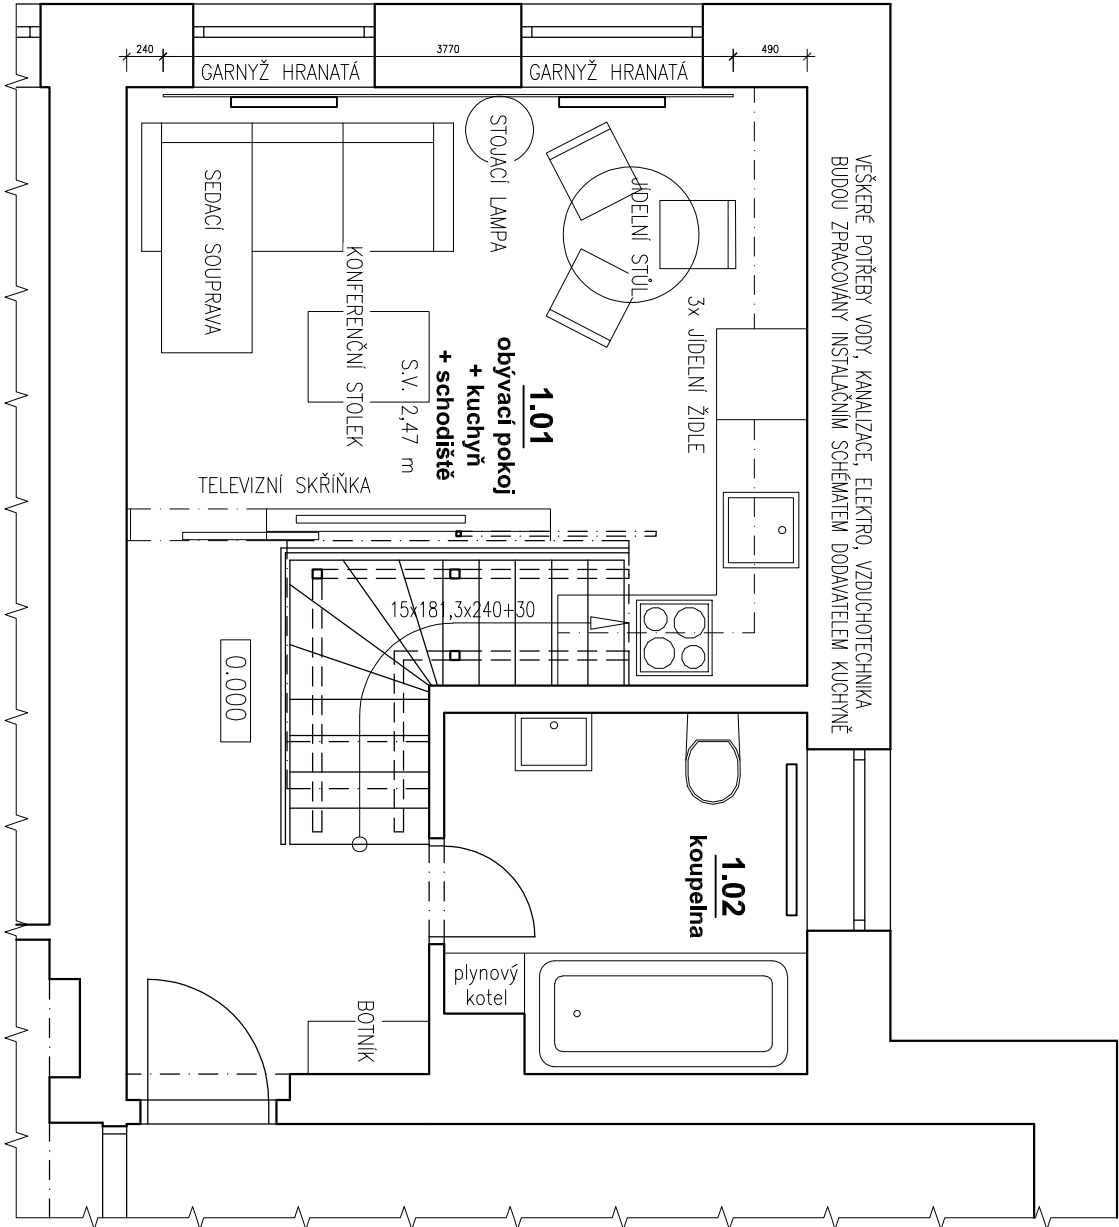 240
3770
490
GARNYŽ HRANATÁ
GARNYŽ HRANATÁ
STOJACÍ LAMPA
JÍDELNÍ STŮL
SEDACÍ SOUPRAVA
KONFERENČNÍ STOLEK
3x JÍDELNÍ ŽIDLE
VEŠKERÉ POTŘEBY VODY, KANALIZACE, ELEKTRO, VZDUCHOTECHNIKA
BUDOU ZPRACOVÁNY INSTALAČNÍM SCHÉMATEM DODAVATELEM KUCHYNĚ
1.01
obývací pokoj
+ kuchyň
+ schodiště
S.V. 2,47 m
TELEVIZNÍ SKŘÍŇKA
15x181,3x240+30
0.000
1.02
koupelna
plynový
kotel
BOTNÍK